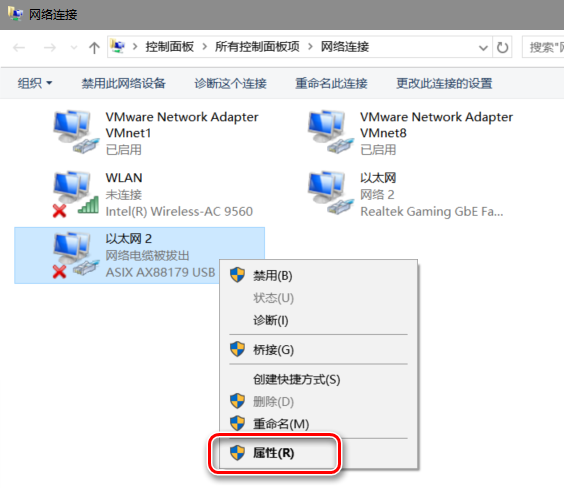 网络连接
控制面板 > 所有控制面板项 > 网络连接
搜索"
组织
禁用此网络设备
诊断这个连接
重命名此连接
更改此连接的设置
VMware Network Adapter
VMnet1
已启用
VMware Network Adapter
VMnet8
已启用
WLAN
未连接
Intel(R) Wireless-AC 9560
以太网
网络 2
Realtek Gaming GbE Fa...
以太网 2
网络电缆被拔出
ASIX AX88179 USB
禁用(B)
状态(U)
诊断(I)
桥接(G)
创建快捷方式(S)
删除(D)
重命名(M)
属性(R)